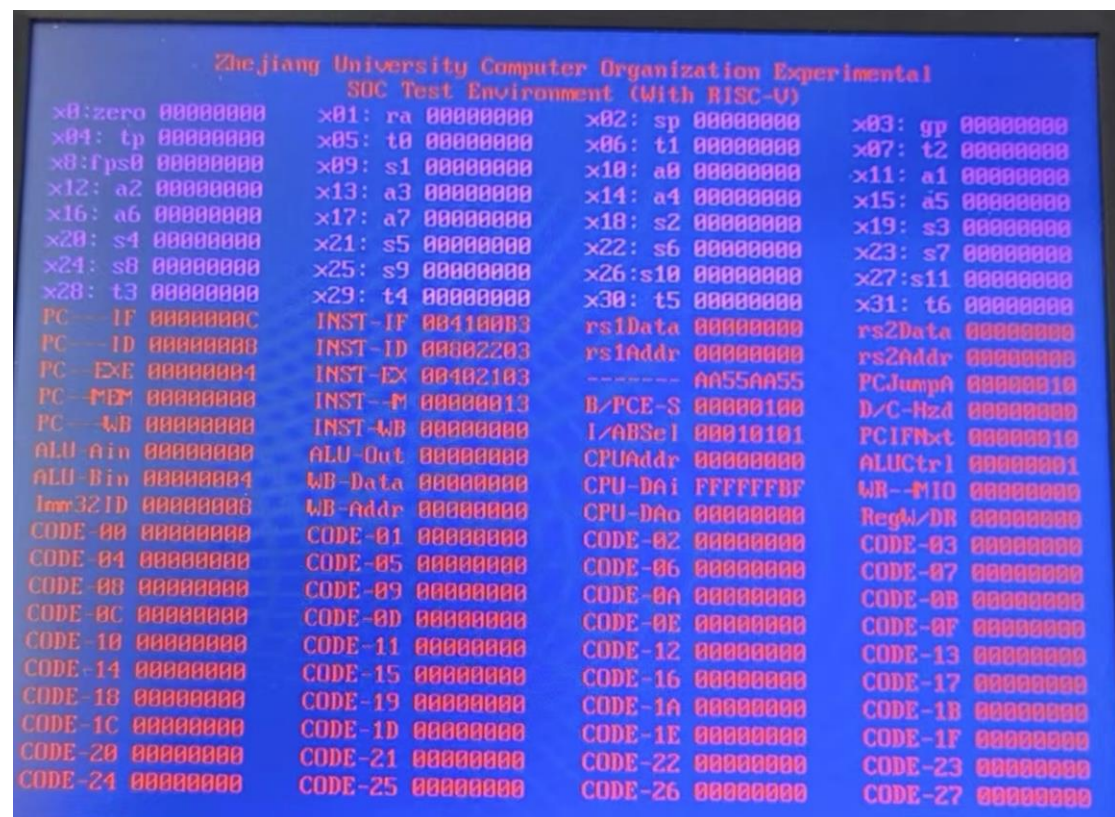 Zhejiang University Computer Organization Experimental
SOC Test Environment (With RISC-V)
x0:zero 00000000 x01: ra 00000000 x02: sp 00000000 x03: gp 00000000
x04: tp 00000000 x05: t0 00000000 x06: t1 00000000 x07: t2 00000000
x8:fps0 00000000 x09: s1 00000000 x10: a0 00000000 x11: a1 00000000
x12: a2 00000000 x13: a3 00000000 x14: a4 00000000 x15: a5 00000000
x16: a6 00000000 x17: a7 00000000 x18: s2 00000000 x19: s3 00000000
x20: s4 00000000 x21: s5 00000000 x22: s6 00000000 x23: s7 00000000
x24: s8 00000000 x25: s9 00000000 x26:s10 00000000 x27:s11 00000000
x28: t3 00000000 x29: t4 00000000 x30: t5 00000000 x31: t6 00000000
PC---IF 0000000C INST-IF 004100B3 rs1Data 00000000 rs2Data 00000000
PC---ID 00000008 INST-ID 00802203 rs1Addr 00000000 rs2Addr 00000008
PC--EXE 00000004 INST-EX 00402103 ------- AA55AA55 PCJumpA 00000010
PC--MEM 00000000 INST--M 00000013 B/PCE-S 00000100 D/C-Hzd 00000000
PC---WB 00000000 INST-WB 00000000 I/ABSel 00010101 PCIFNxt 00000010
ALU-Ain 00000000 ALU-Out 00000000 CPUAddr 00000000 ALUCtrl 00000001
ALU-Bin 00000004 WB-Data 00000000 CPU-DAi FFFFFFBF WR--MIO 00000000
Imm32ID 00000008 WB-Addr 00000000 CPU-DAo 00000000 RegW/DR 00000000
CODE-00 00000000 CODE-01 00000000 CODE-02 00000000 CODE-03 00000000
CODE-04 00000000 CODE-05 00000000 CODE-06 00000000 CODE-07 00000000
CODE-08 00000000 CODE-09 00000000 CODE-0A 00000000 CODE-0B 00000000
CODE-0C 00000000 CODE-0D 00000000 CODE-0E 00000000 CODE-0F 00000000
CODE-10 00000000 CODE-11 00000000 CODE-12 00000000 CODE-13 00000000
CODE-14 00000000 CODE-15 00000000 CODE-16 00000000 CODE-17 00000000
CODE-18 00000000 CODE-19 00000000 CODE-1A 00000000 CODE-1B 00000000
CODE-1C 00000000 CODE-1D 00000000 CODE-1E 00000000 CODE-1F 00000000
CODE-20 00000000 CODE-21 00000000 CODE-22 00000000 CODE-23 00000000
CODE-24 00000000 CODE-25 00000000 CODE-26 00000000 CODE-27 00000000